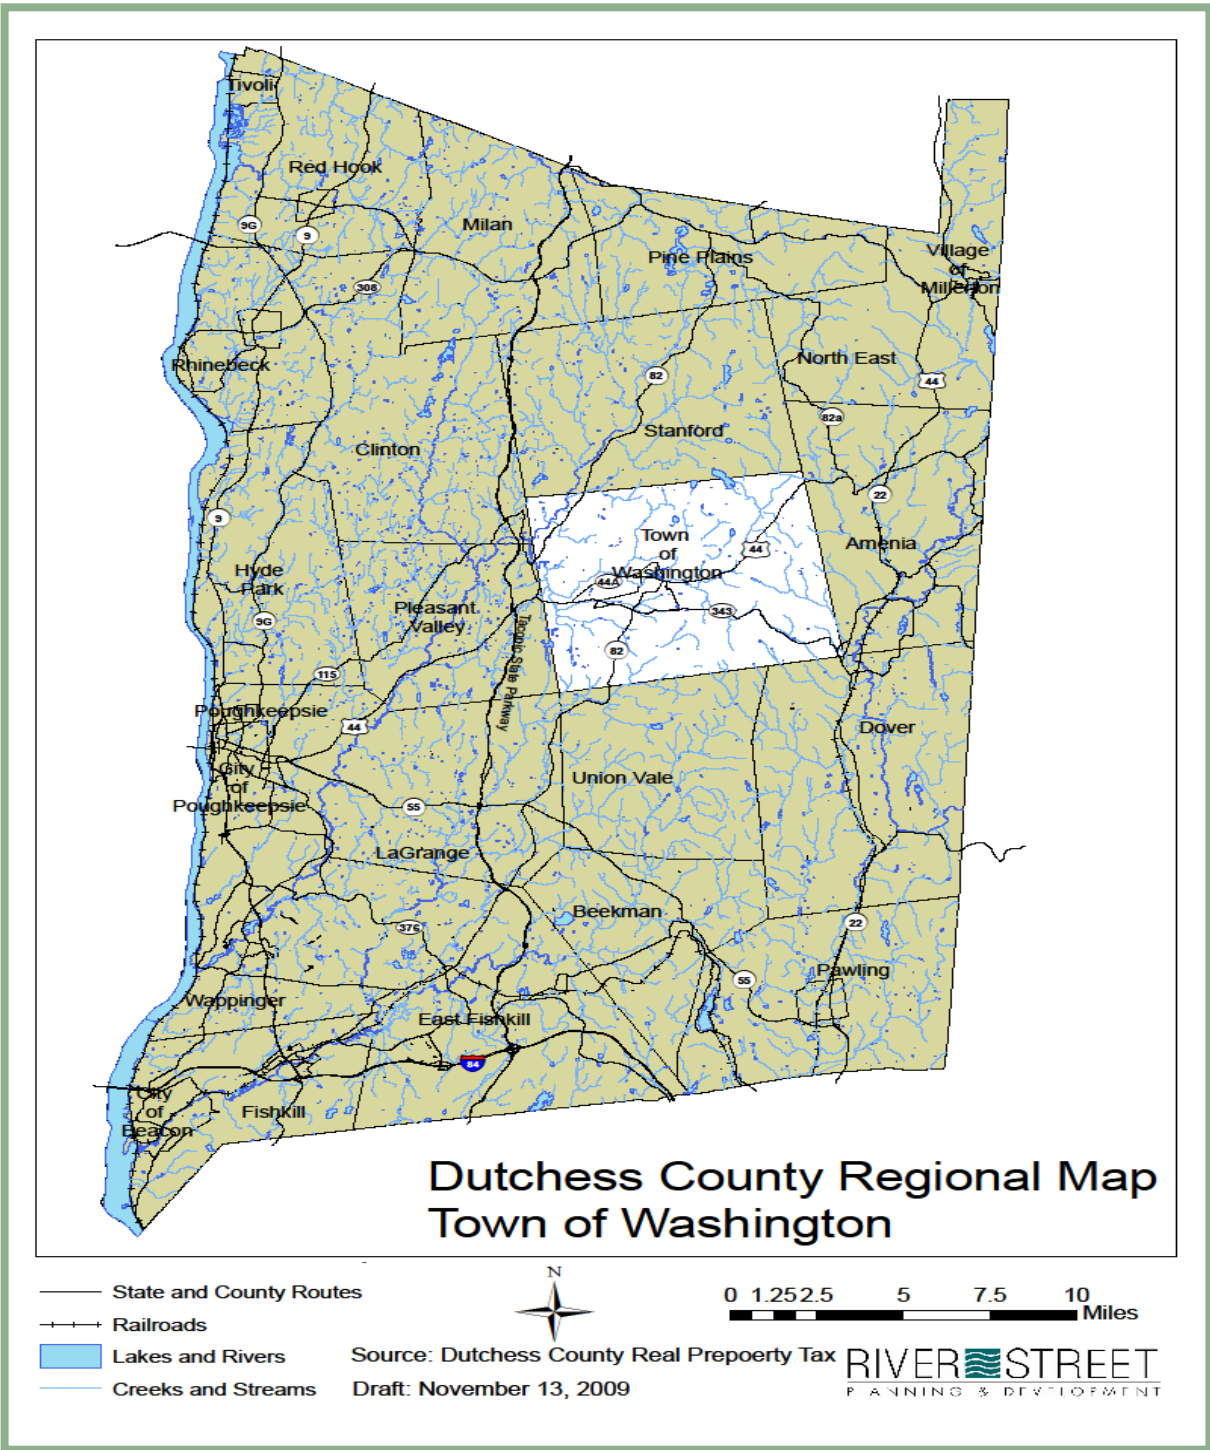 Tivoli
Red Hook
9G
9
Milan
308
Pine Plains
Village
of
Millerton
Rhinebeck
North East
82
44
82a
Stanford
Clinton
22
9
Town
of
Washington
44
44A
Amenia
Hyde
Park
9G
Pleasant
Valley
343
82
Taconic State Parkway
115
Poughkeepsie
44
Dover
City
of
Poughkeepsie
Union Vale
55
LaGrange
Beekman
376
22
Pawling
55
Wappinger
East Fishkill
84
City
of
Beacon
Fishkill
Dutchess County Regional Map
Town of Washington
State and County Routes
Railroads
Lakes and Rivers
Creeks and Streams
N
0 1.25 2.5 5 7.5 10
Miles
Source: Dutchess County Real Prepoerty Tax
Draft: November 13, 2009
RIVER STREET
PLANNING & DEVELOPMENT